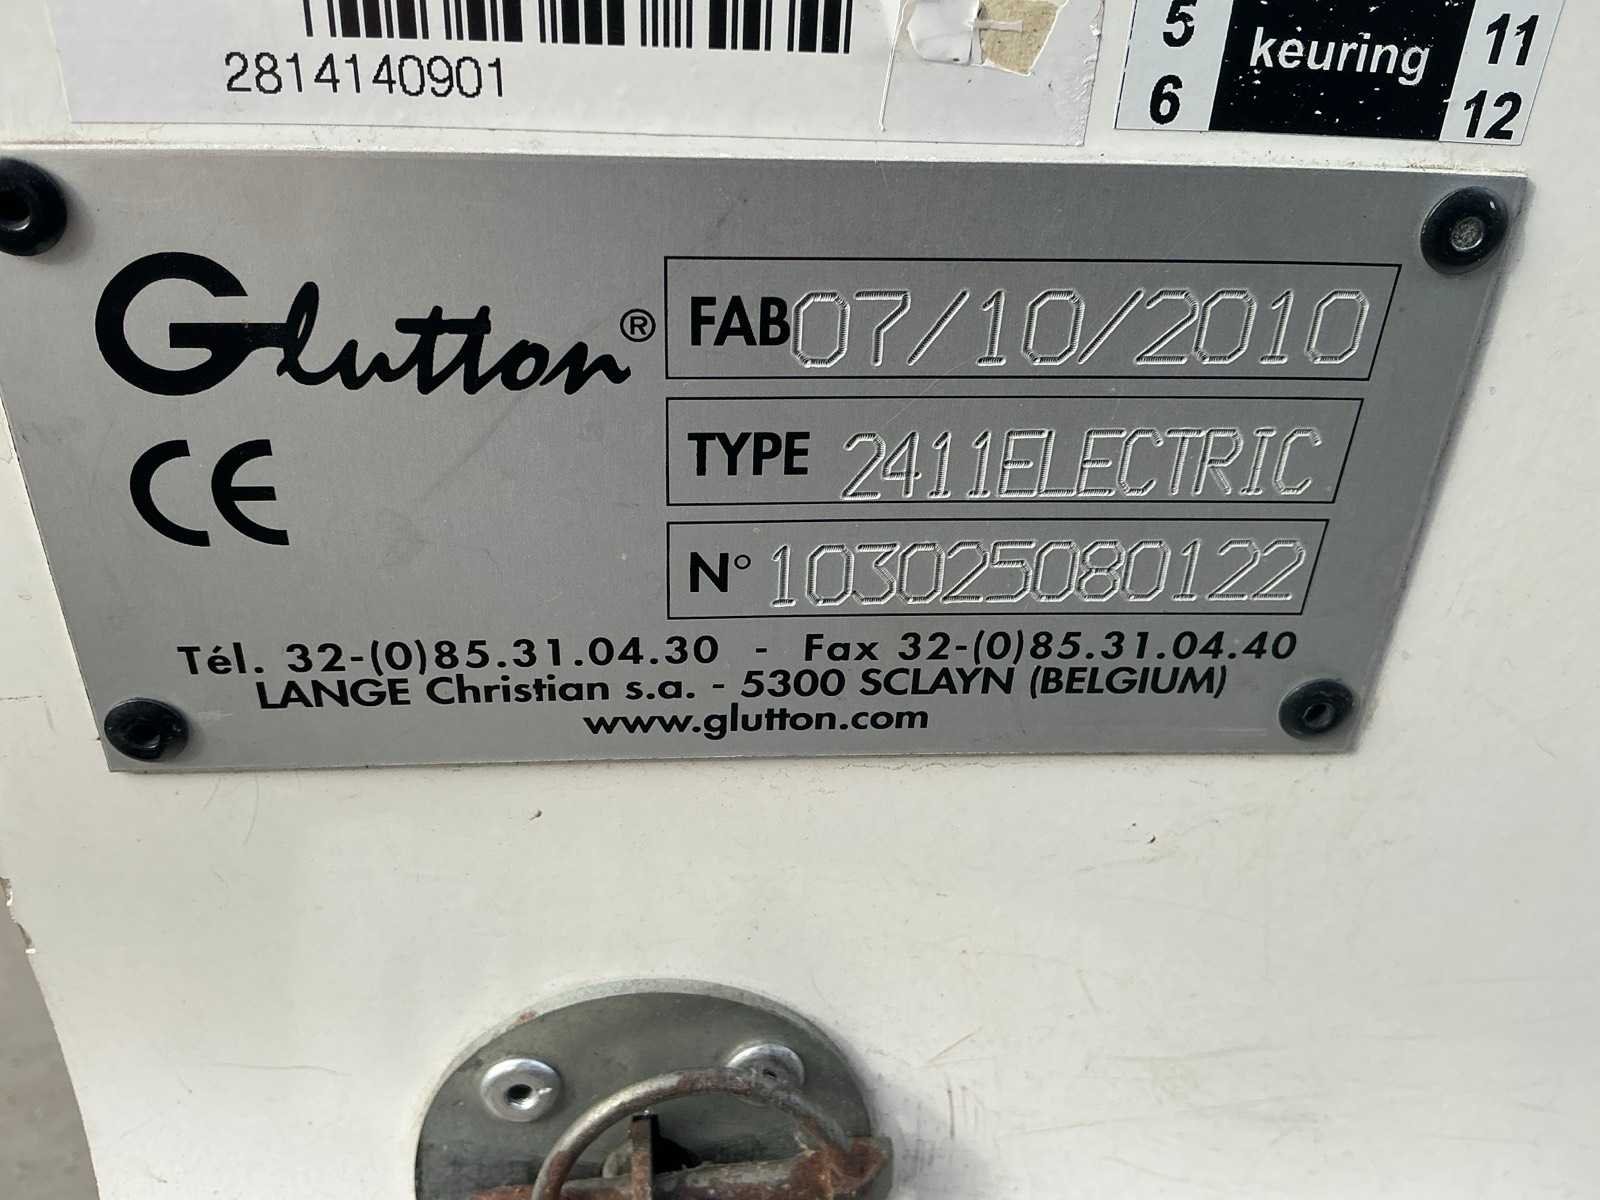 2814140901
5 keuring 11
6 12
Glutton®
FAB 07/10/2010
CE
TYPE 2411ELECTRIC
N° 103025080122
Tél. 32-(0)85.31.04.30 - Fax 32-(0)85.31.04.40
LANGE Christian s.a. - 5300 SCLAYN (BELGIUM)
www.glutton.com